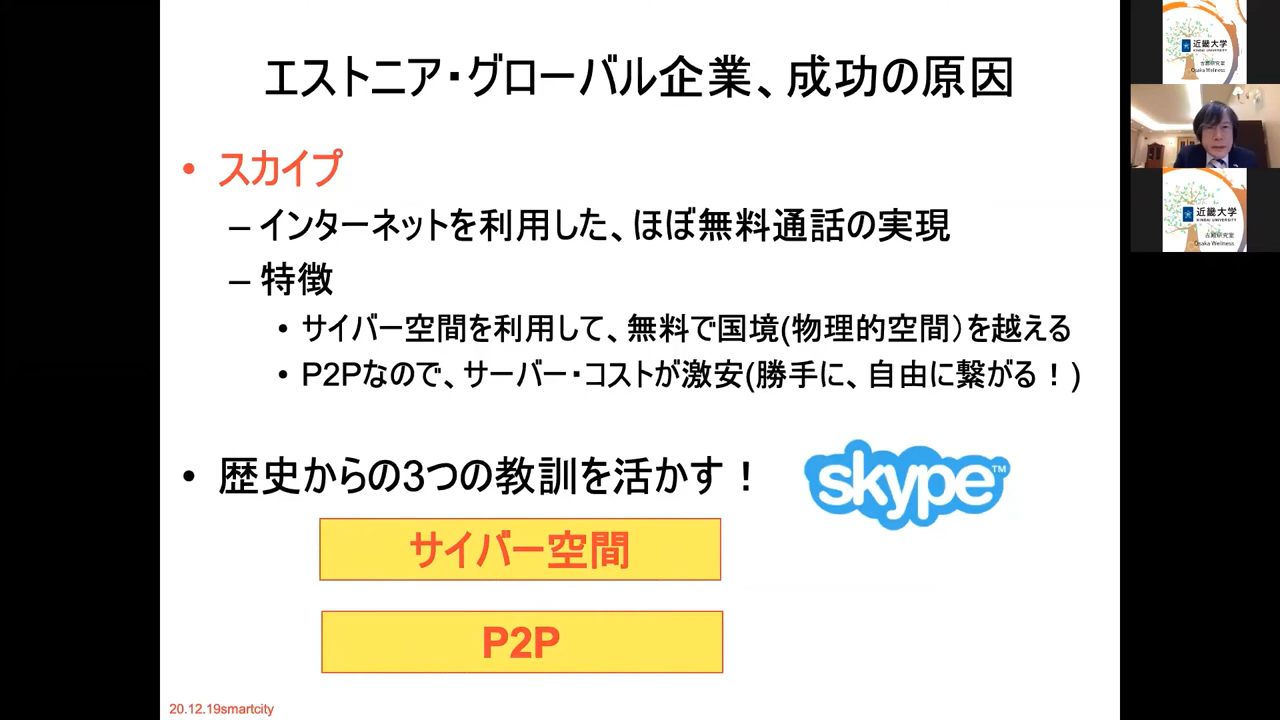 エストニア・グローバル企業、成功の原因
• スカイプ
– インターネットを利用した、ほぼ無料通話の実現
– 特徴
• サイバー空間を利用して、無料で国境(物理的空間）を越える
• P2Pなので、サーバー・コストが激安(勝手に、自由に繋がる！)
• 歴史からの3つの教訓を活かす！
skype™
サイバー空間
P2P
20.12.19smartcity
近畿大学
KINDAI UNIVERSITY
Osaka Wellness
近畿大学
KINDAI UNIVERSITY
Osaka Wellness